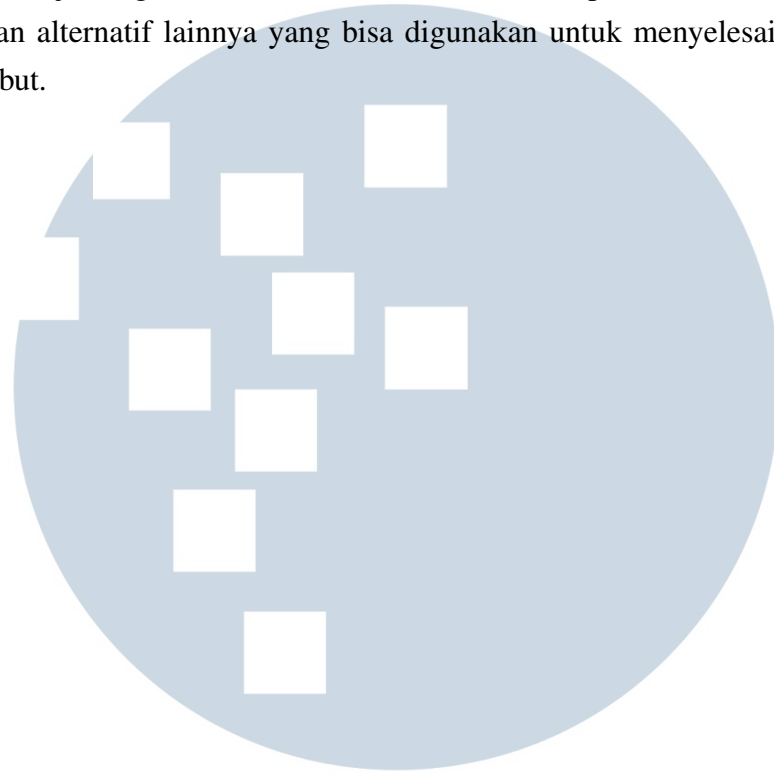 an alternatif lainnya yang bisa digunakan untuk menyelesai
but.